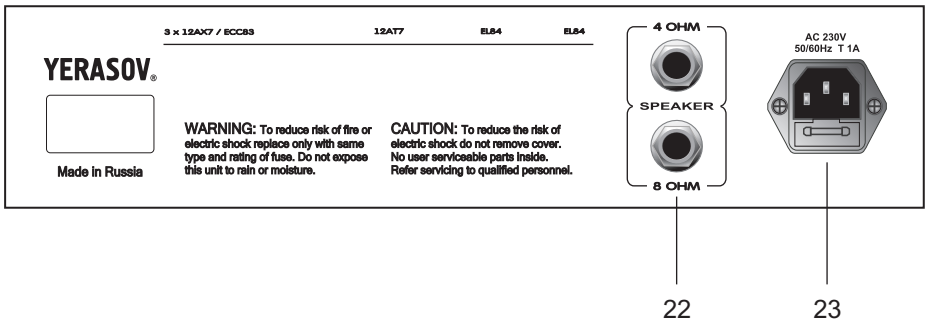 3 x 12AX7 / ECC83 12AT7 EL84 EL84
YERASOV®
Made in Russia
WARNING: To reduce risk of fire or
electric shock replace only with same
type and rating of fuse. Do not expose
this unit to rain or moisture.
CAUTION: To reduce the risk of
electric shock do not remove cover.
No user serviceable parts inside.
Refer servicing to qualified personnel.
4 OHM
SPEAKER
8 OHM
AC 230V
50/60Hz T 1A
22
23